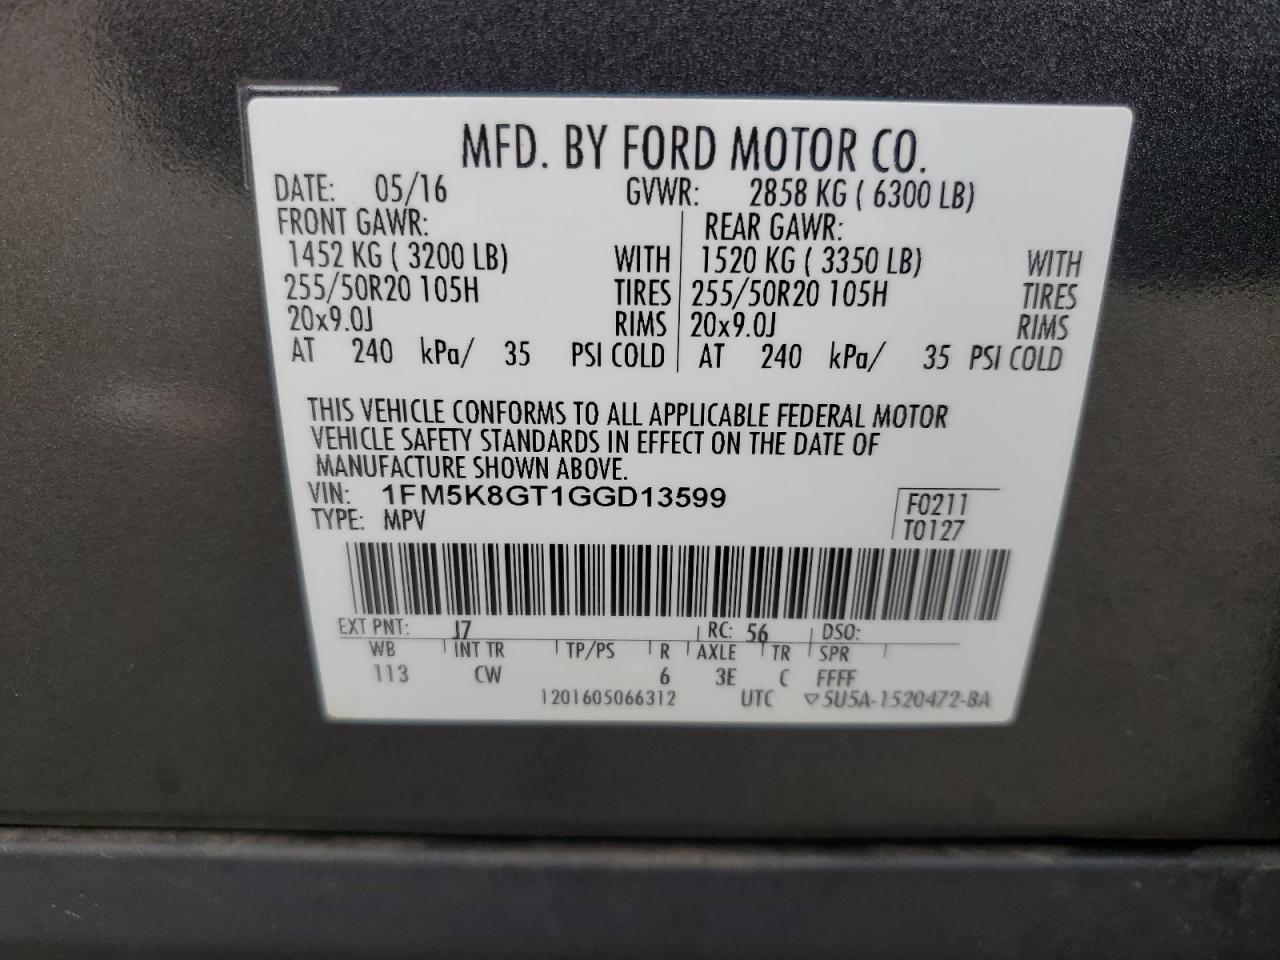 MFD. BY FORD MOTOR CO.
DATE: 05/16 GVWR: 2858 KG ( 6300 LB)
FRONT GAWR: REAR GAWR:
1452 KG ( 3200 LB) WITH 1520 KG ( 3350 LB) WITH
255/50R20 105H TIRES 255/50R20 105H TIRES
20x9.0J RIMS 20x9.0J RIMS
AT 240 kPa/ 35 PSI COLD AT 240 kPa/ 35 PSI COLD
THIS VEHICLE CONFORMS TO ALL APPLICABLE FEDERAL MOTOR
VEHICLE SAFETY STANDARDS IN EFFECT ON THE DATE OF
MANUFACTURE SHOWN ABOVE.
VIN: 1FM5K8GT1GGD13599 F0211
TYPE: MPV T0127
EXT PNT: J7 RC: 56 DSO:
WB INT TR TP/PS R AXLE TR SPR
113 CW 6 3E C FFFF
1201605066312 UTC ▽5U5A-1520472-BA